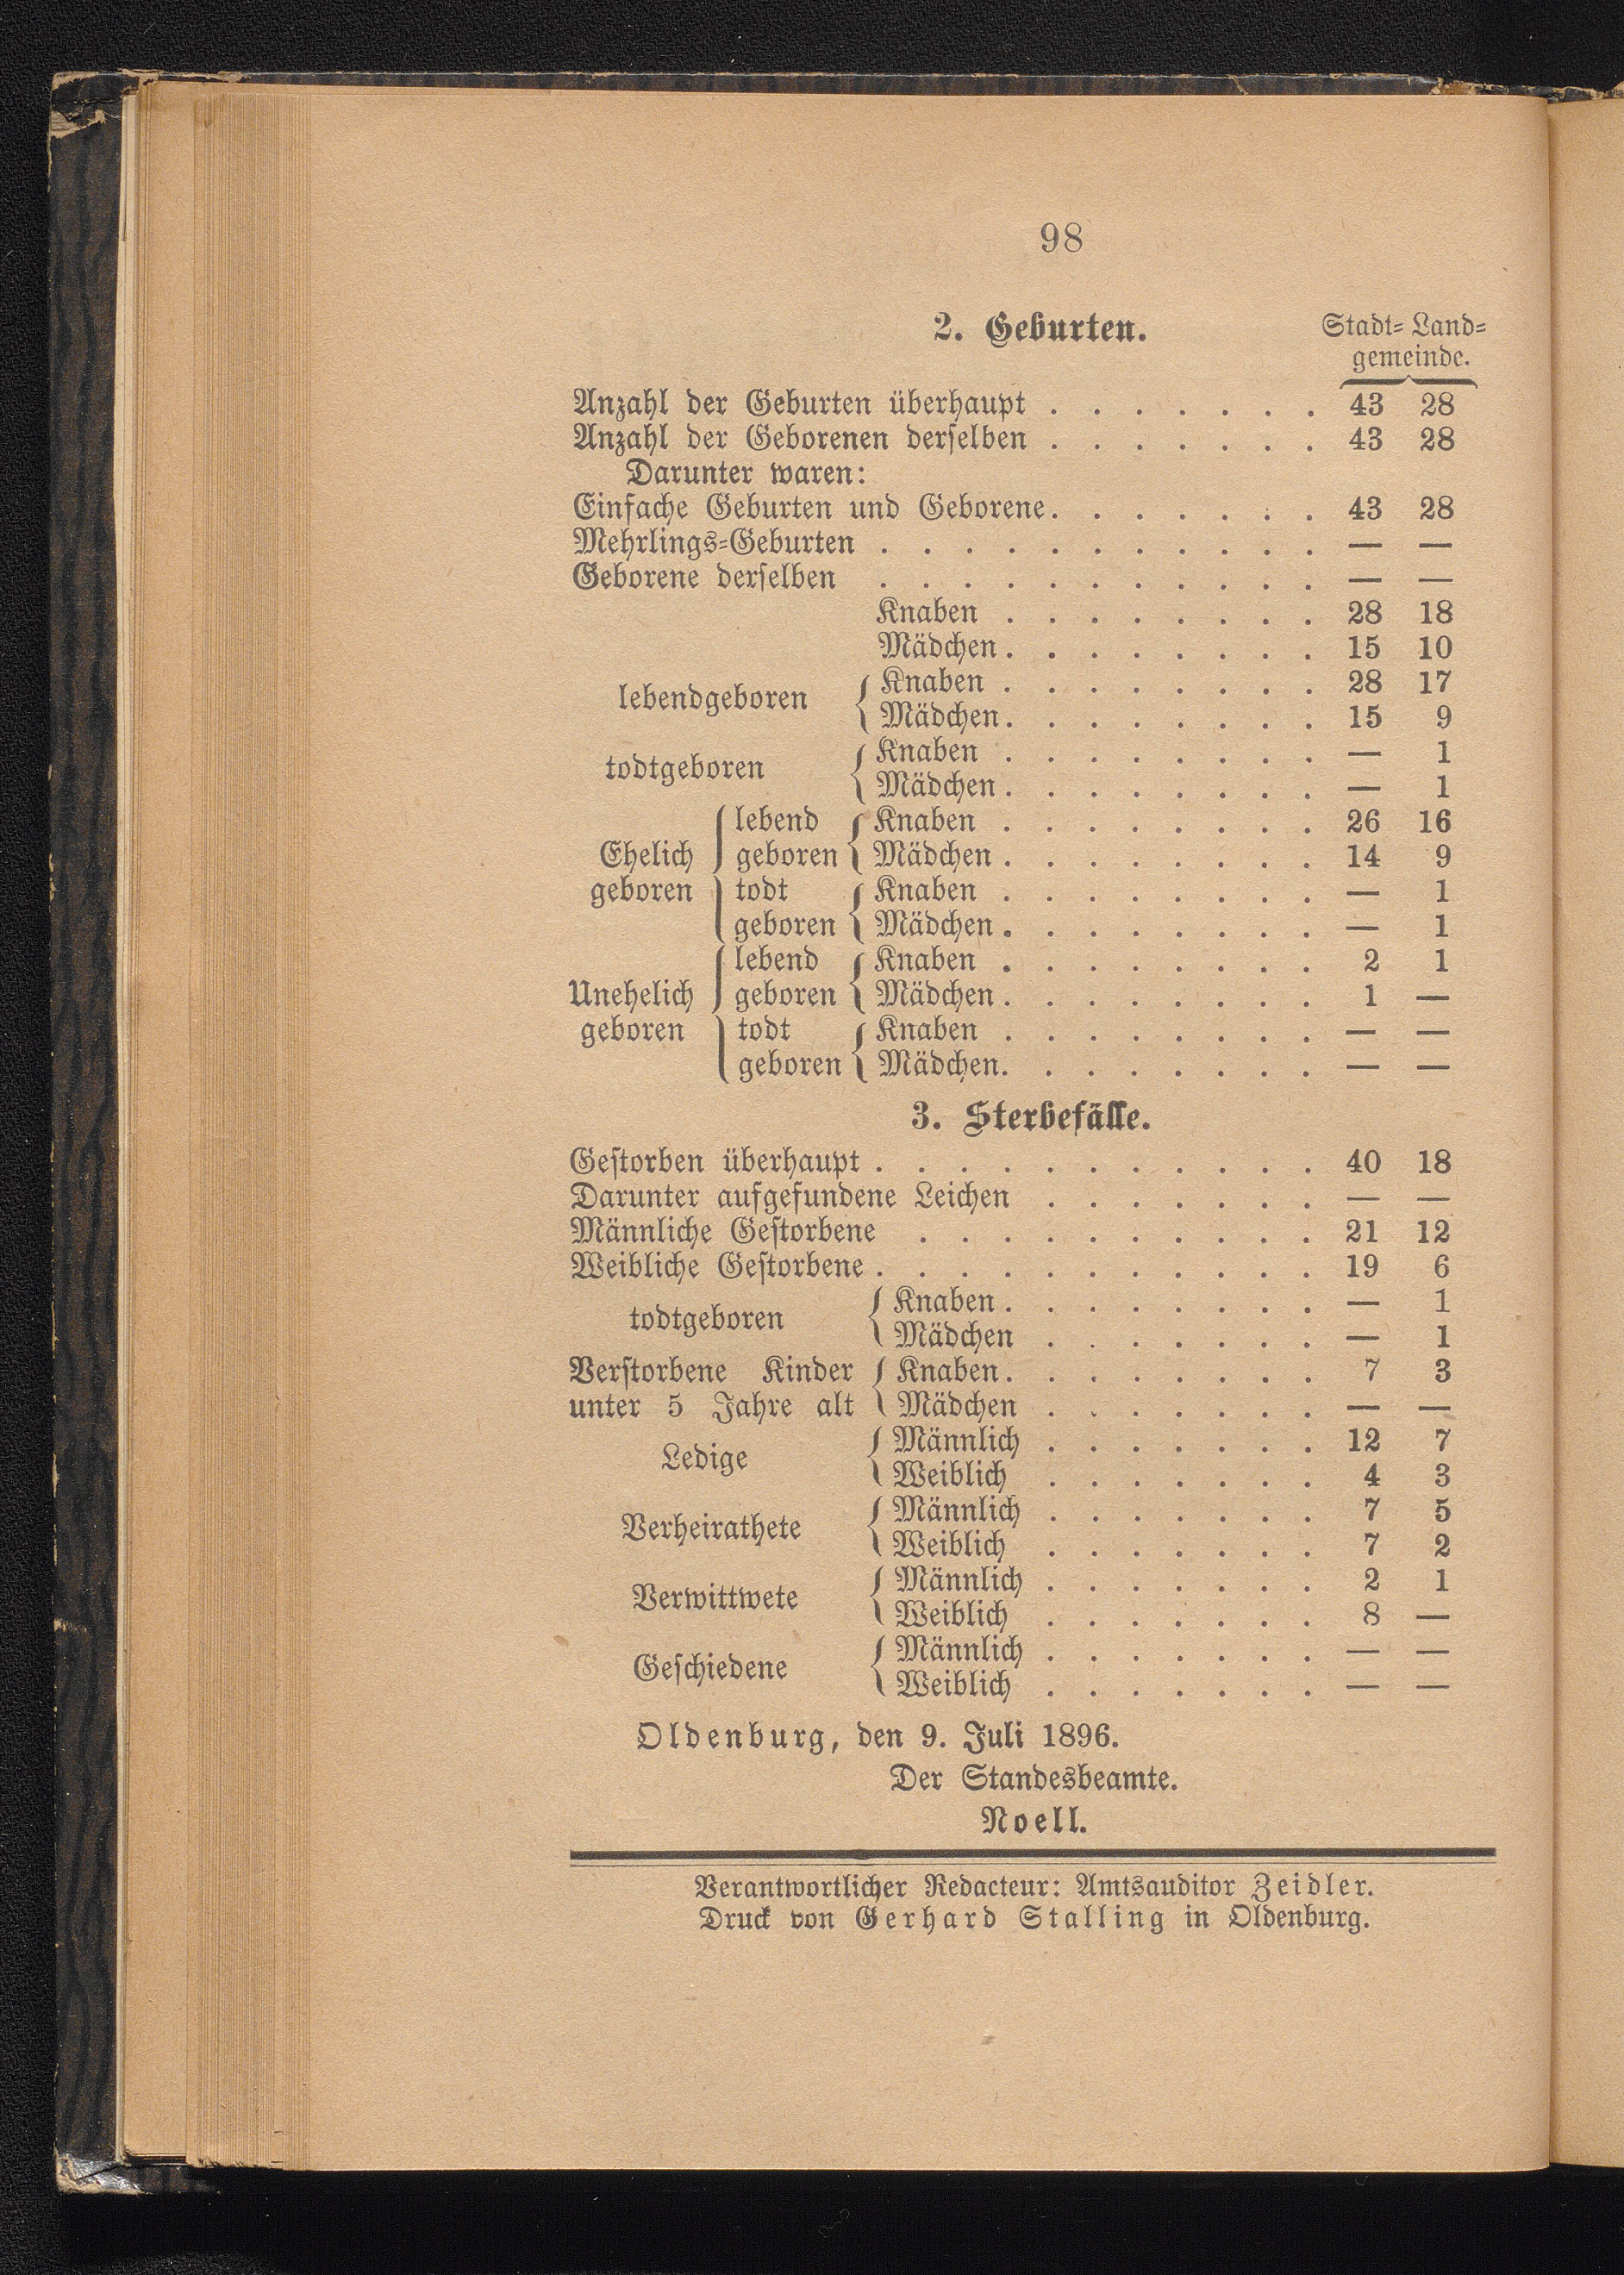 98
2. Geburten.
Stadt= Land=
gemeinde.
Anzahl der Geburten überhaupt . . . . . . . 43 28
Anzahl der Geborenen derselben . . . . . . . 43 28
Darunter waren:
Einfache Geburten und Geborene. . . . . . . 43 28
Mehrlings=Geburten . . . . . . . . . . . — —
Geborene derselben . . . . . . . . . . . — —
Knaben . . . . . . . . 28 18
Mädchen. . . . . . . . 15 10
lebendgeboren { Knaben . . . . . . . . 28 17
Mädchen. . . . . . . . 15 9
todtgeboren { Knaben . . . . . . . . — 1
Mädchen. . . . . . . . — 1
lebend { Knaben . . . . . . . . 26 16
Ehelich geboren { Mädchen . . . . . . . . 14 9
geboren todt { Knaben . . . . . . . . — 1
geboren { Mädchen . . . . . . . . — 1
lebend { Knaben . . . . . . . . 2 1
Unehelich geboren { Mädchen . . . . . . . . 1 —
geboren todt { Knaben . . . . . . . . — —
geboren { Mädchen. . . . . . . . — —
3. Sterbefälle.
Gestorben überhaupt . . . . . . . . . . . 40 18
Darunter aufgefundene Leichen . . . . . . . — —
Männliche Gestorbene . . . . . . . . . . 21 12
Weibliche Gestorbene . . . . . . . . . . . 19 6
todtgeboren { Knaben. . . . . . . . — 1
Mädchen . . . . . . . — 1
Verstorbene Kinder { Knaben. . . . . . . . 7 3
unter 5 Jahre alt { Mädchen . . . . . . . — —
Ledige { Männlich . . . . . . . 12 7
Weiblich . . . . . . . 4 3
Verheirathete { Männlich . . . . . . . 7 5
Weiblich . . . . . . . 7 2
Verwittwete { Männlich . . . . . . . 2 1
Weiblich . . . . . . . 8 —
Geschiedene { Männlich . . . . . . . — —
Weiblich . . . . . . . — —
Oldenburg, den 9. Juli 1896.
Der Standesbeamte.
Noell.
Verantwortlicher Redacteur: Amtsauditor Zeidler.
Druck von Gerhard Stalling in Oldenburg.